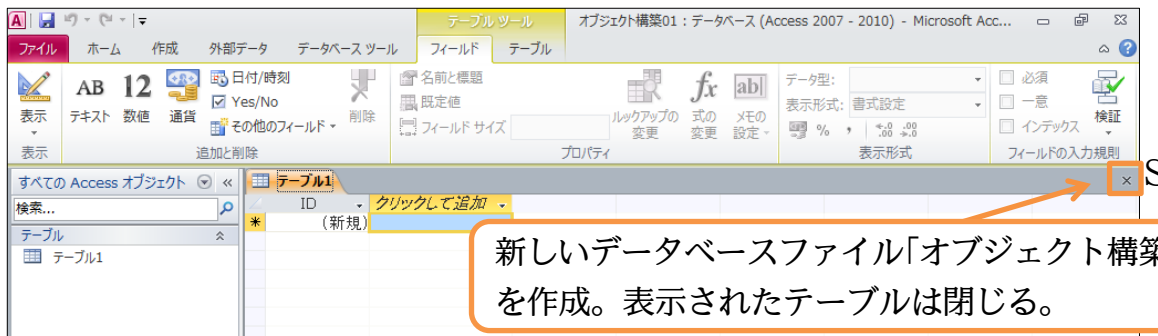 テーブル ツール オブジェクト構築01 : データベース (Access 2007 - 2010) - Microsoft Acc...
ファイル ホーム 作成 外部データ データベース ツール フィールド テーブル
表示
AB 12
テキスト 数値 通貨
日付/時刻
Yes/No
その他のフィールド
削除
名前と標題
既定値
フィールド サイズ
ルックアップの変更
fx
式の変更
ab|
メモの設定
データ型:
表示形式: 書式設定
% , .0 .00 .00 .0
必須
一意
インデックス
検証
表示 追加と削除 プロパティ 表示形式 フィールドの入力規則
すべての Access オブジェクト «
検索...
テーブル
テーブル1
テーブル1 ×
ID クリックして追加
* (新規)
S
新しいデータベースファイル「オブジェクト構築
を作成。表示されたテーブルは閉じる。